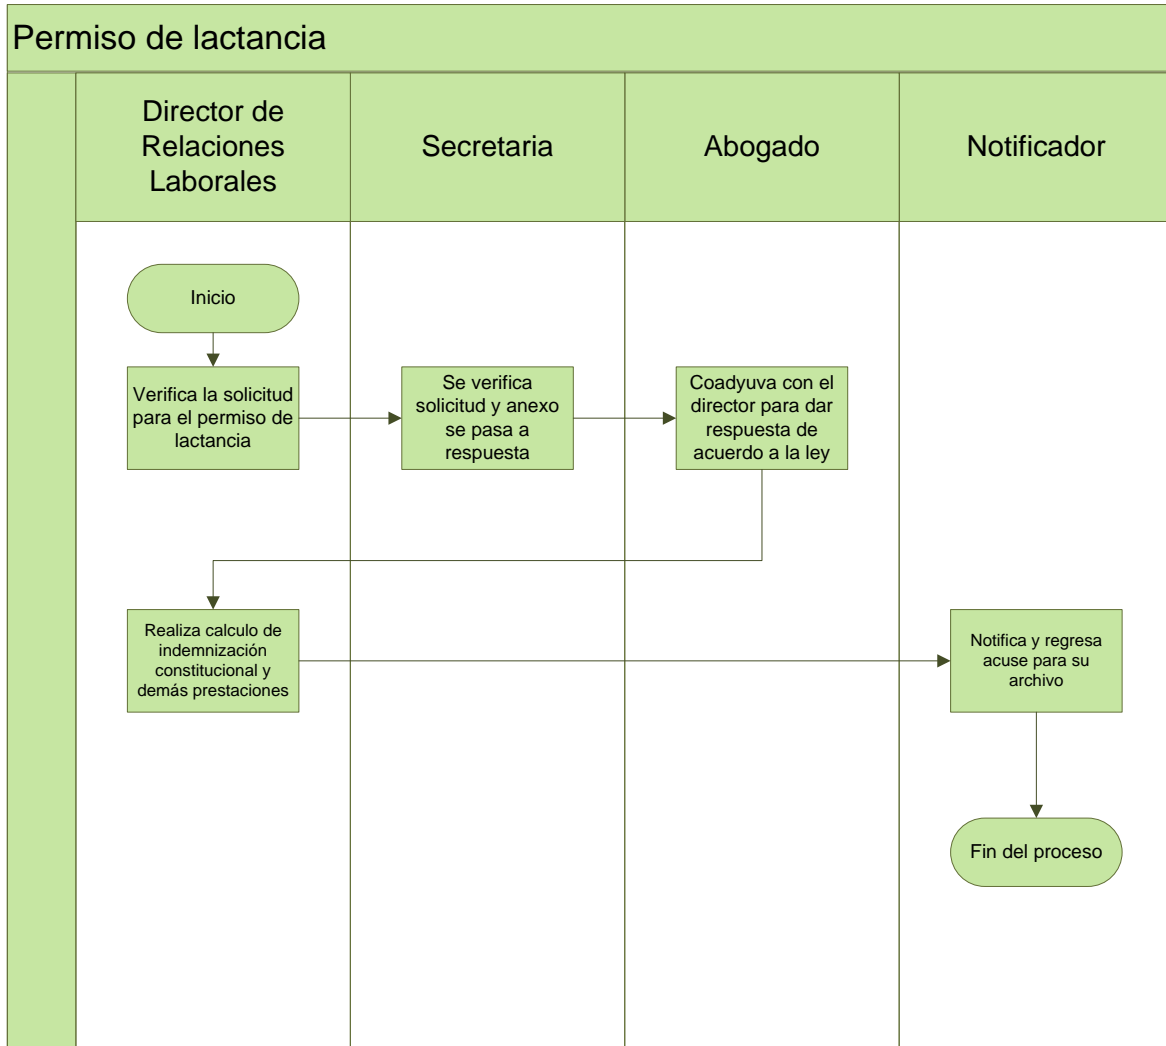 Permiso de lactancia
Director de
Relaciones
Laborales
Secretaria
Abogado
Notificador
Inicio
Verifica la solicitud
para el permiso de
lactancia
Se verifica
solicitud y anexo
se pasa a
respuesta
Coadyuva con el
director para dar
respuesta de
acuerdo a la ley
Realiza calculo de
indemnización
constitucional y
demás prestaciones
Notifica y regresa
acuse para su
archivo
Fin del proceso